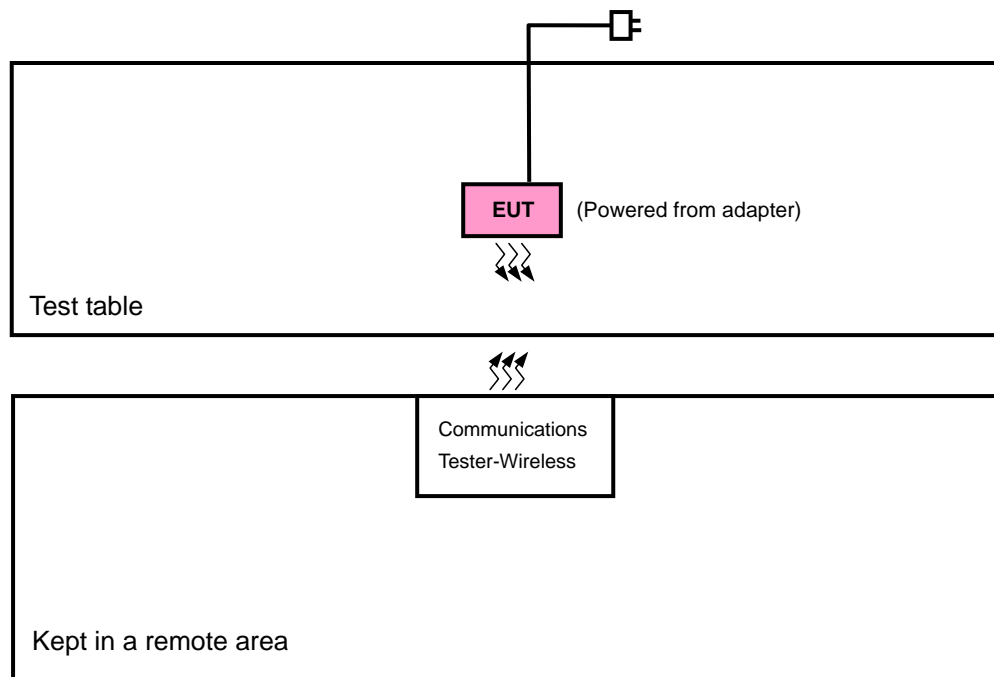 EUT
(Powered from adapter)
Test table
Communications
Tester-Wireless
Kept in a remote area